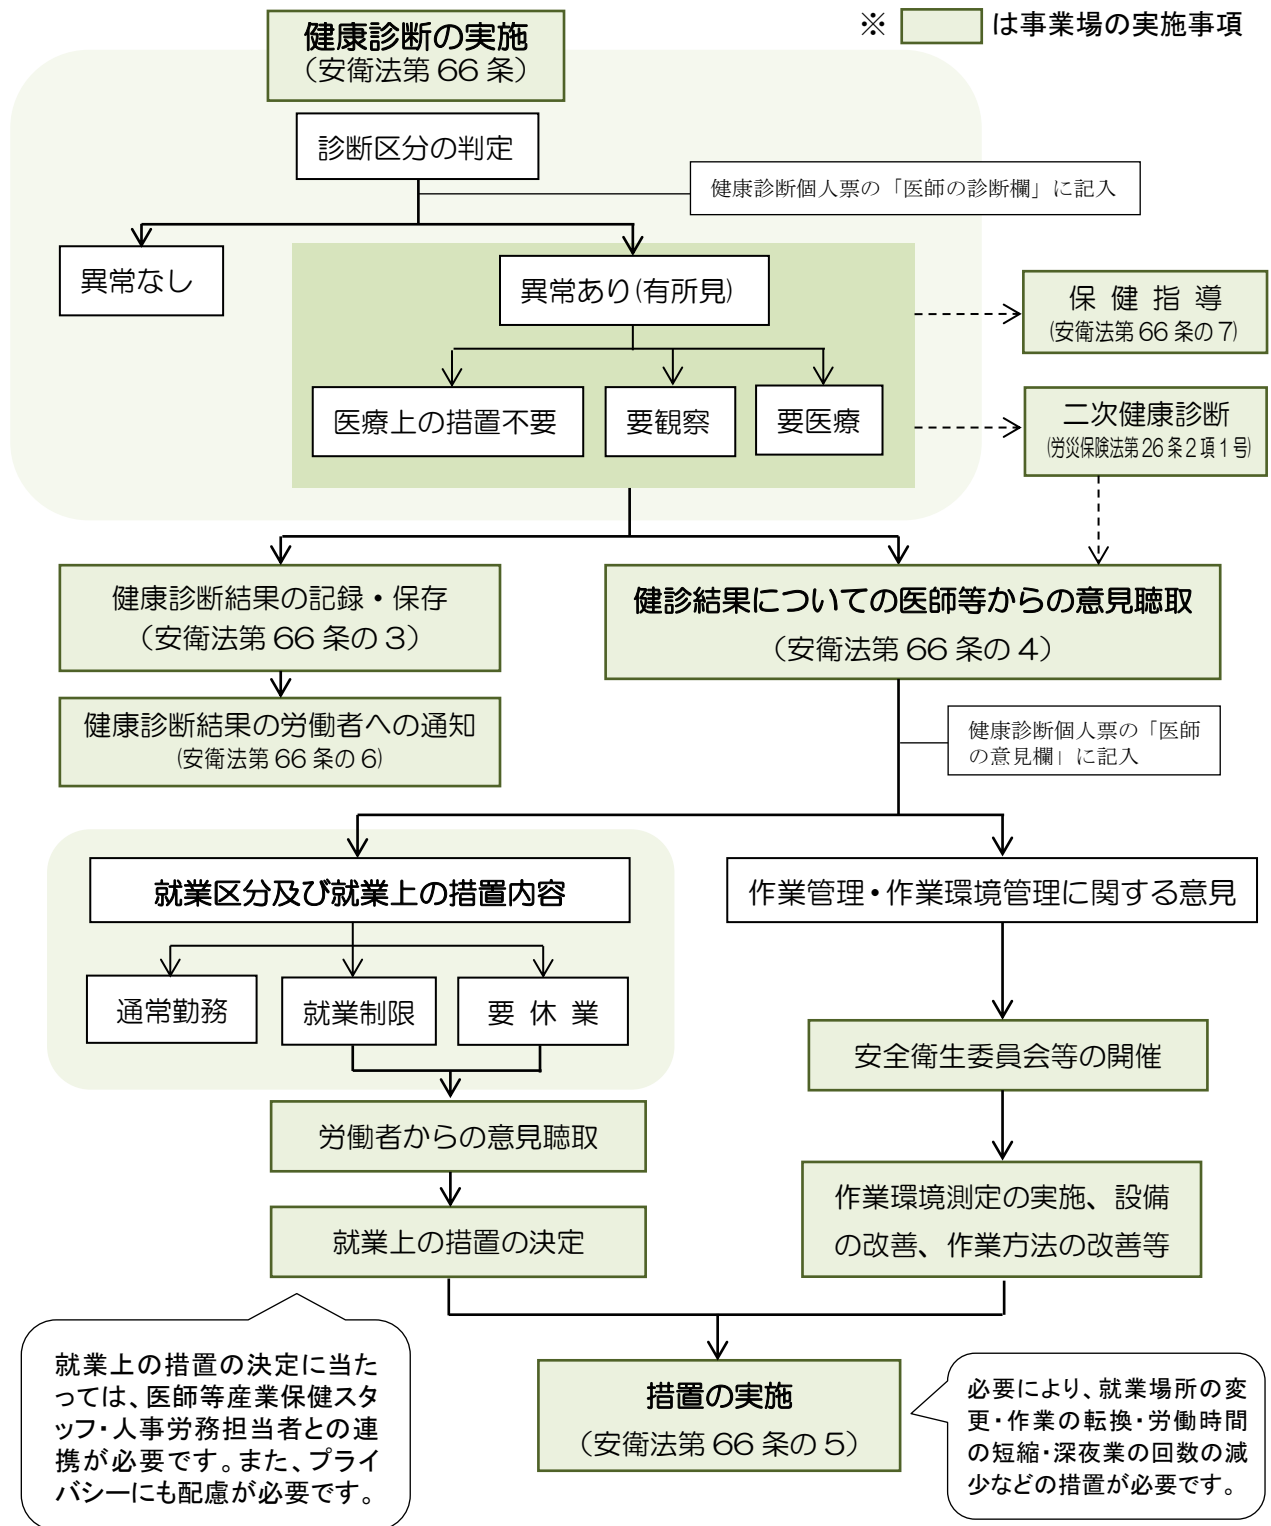 ※ は事業場の実施事項
健康診断の実施
（安衛法第 66 条）
診断区分の判定
健康診断個人票の「医師の診断欄」に記入
異常なし
異常あり(有所見)
保 健 指 導
(安衛法第 66 条の 7)
医療上の措置不要
要観察
要医療
二次健康診断
(労災保険法第 26 条 2 項 1 号)
健康診断結果の記録・保存
（安衛法第 66 条の 3）
健診結果についての医師等からの意見聴取
（安衛法第 66 条の 4）
健康診断結果の労働者への通知
(安衛法第 66 条の 6)
健康診断個人票の「医師
の意見欄」に記入
就業区分及び就業上の措置内容
作業管理・作業環境管理に関する意見
通常勤務
就業制限
要 休 業
安全衛生委員会等の開催
労働者からの意見聴取
作業環境測定の実施、設備
の改善、作業方法の改善等
就業上の措置の決定
就業上の措置の決定に当た
っては、医師等産業保健スタ
ッフ・人事労務担当者との連
携が必要です。また、プライ
バシーにも配慮が必要です。
措置の実施
（安衛法第 66 条の 5）
必要により、就業場所の変
更・作業の転換・労働時間
の短縮・深夜業の回数の減
少などの措置が必要です。